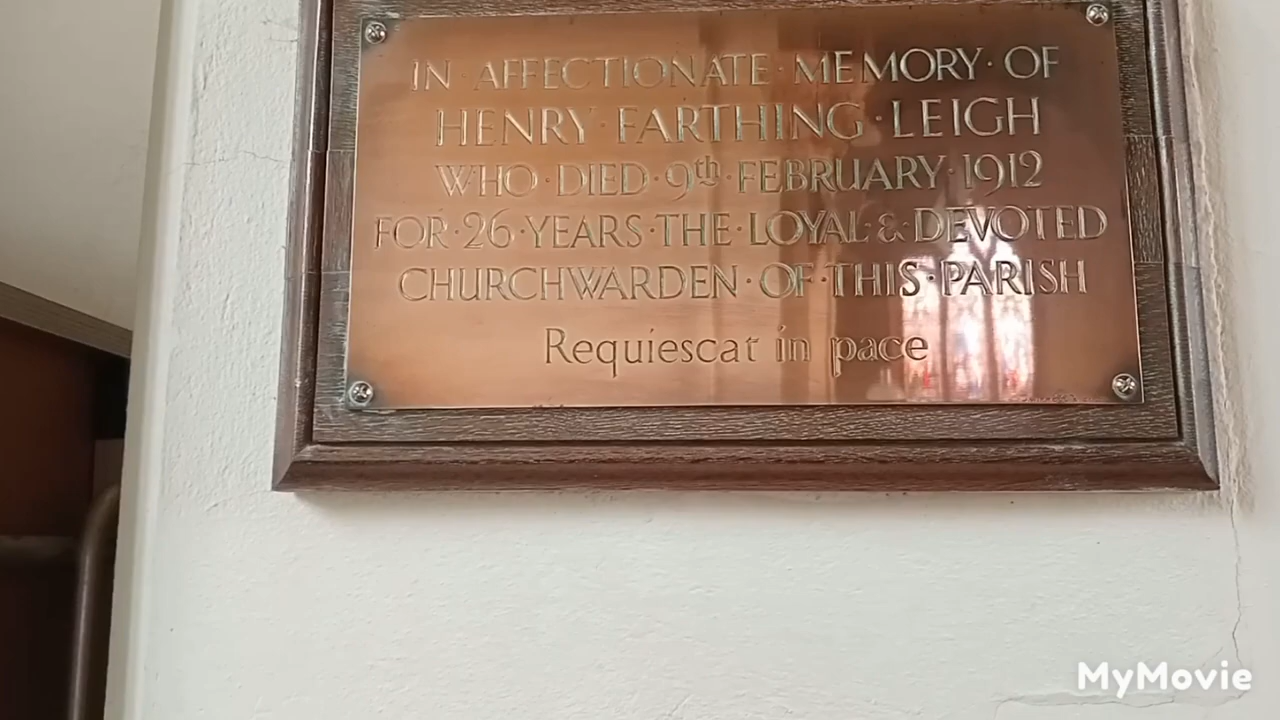 IN · AFFECTIONATE · MEMORY · OF
HENRY · FARTHING · LEIGH
WHO · DIED · 9th · FEBRUARY · 1912
FOR · 26 · YEARS · THE · LOYAL · & · DEVOTED
CHURCHWARDEN · OF · THIS · PARISH
Requiescat in pace
MyMovie